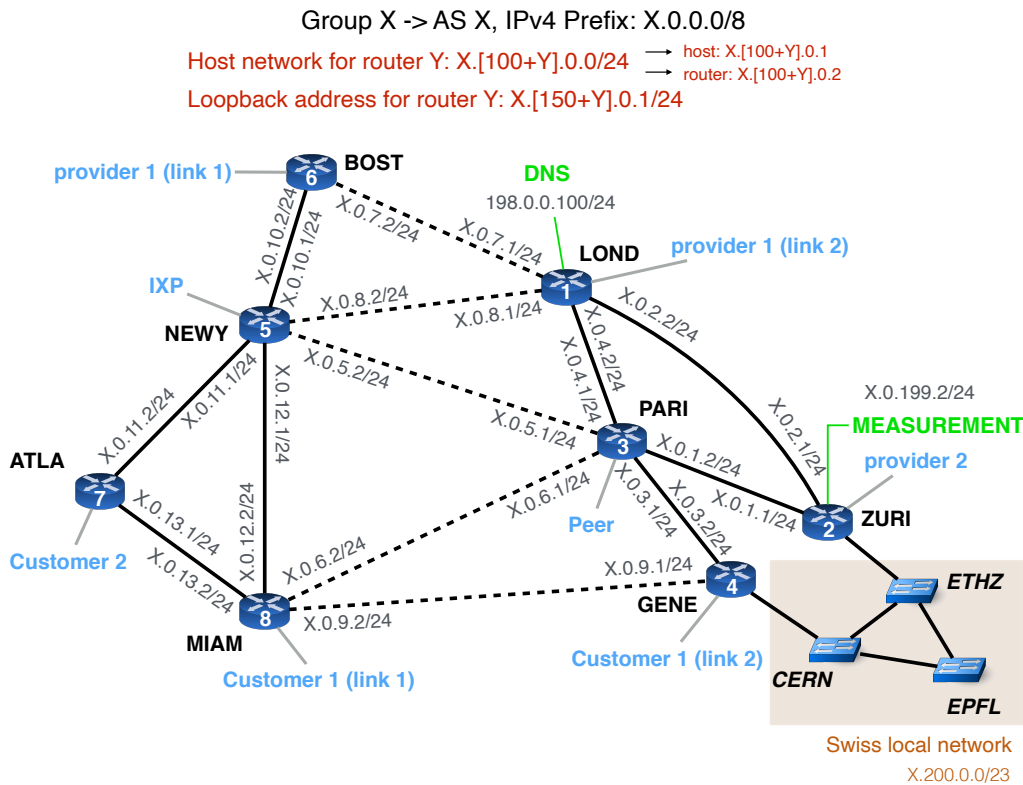 Group X -> AS X, IPv4 Prefix: X.0.0.0/8
Host network for router Y: X.[100+Y].0.0/24
host: X.[100+Y].0.1
router: X.[100+Y].0.2
Loopback address for router Y: X.[150+Y].0.1/24
BOST
provider 1 (link 1)
6
DNS
198.0.0.100/24
X.0.7.2/24
X.0.7.1/24
X.0.10.2/24
X.0.10.1/24
LOND
provider 1 (link 2)
1
IXP
X.0.8.2/24
X.0.8.1/24
X.0.2.2/24
NEWY
5
X.0.4.2/24
X.0.4.1/24
X.0.5.2/24
X.0.5.1/24
X.0.11.2/24
X.0.11.1/24
X.0.12.1/24
X.0.199.2/24
PARI
3
MEASUREMENT
X.0.2.1/24
provider 2
X.0.1.2/24
X.0.1.1/24
ATLA
7
Customer 2
X.0.13.1/24
X.0.13.2/24
X.0.12.2/24
X.0.6.1/24
X.0.6.2/24
Peer
X.0.3.1/24
X.0.3.2/24
2
ZURI
X.0.9.1/24
4
GENE
ETHZ
8
MIAM
X.0.9.2/24
Customer 1 (link 1)
Customer 1 (link 2)
CERN
EPFL
Swiss local network
X.200.0.0/23